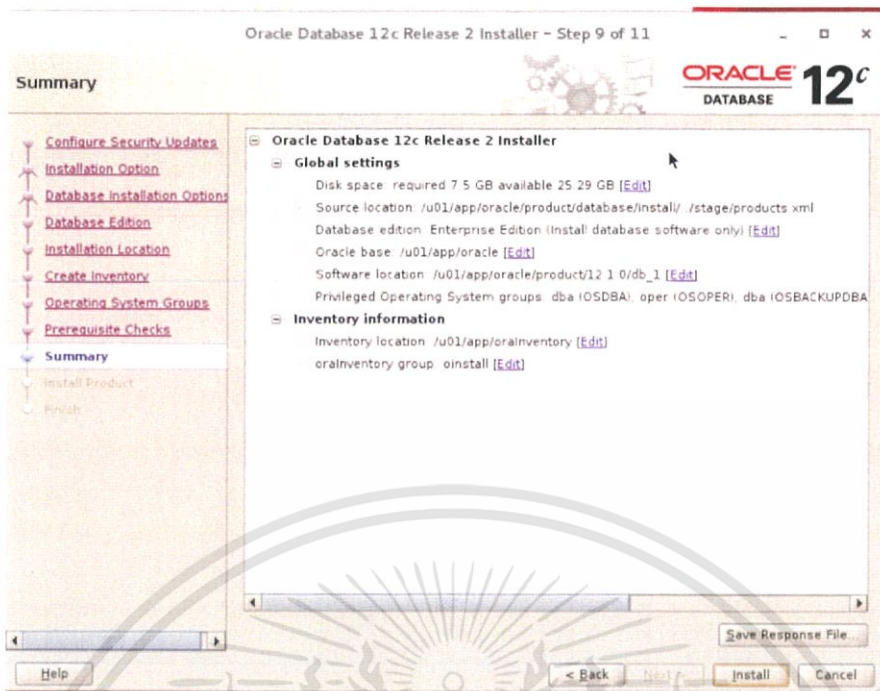 Oracle Database 12c Release 2 Installer - Step 9 of 11
Summary
ORACLE
DATABASE
12c
Configure Security Updates
Installation Option
Database Installation Options
Database Edition
Installation Location
Create Inventory
Operating System Groups
Prerequisite Checks
Summary
Install Product
Finish
Oracle Database 12c Release 2 Installer
Global settings
Disk space: required 7.5 GB available 25.29 GB [Edit]
Source location: /u01/app/oracle/product/database/install/../stage/products.xml
Database edition: Enterprise Edition (Install database software only) [Edit]
Oracle base: /u01/app/oracle [Edit]
Software location: /u01/app/oracle/product/12.1.0/db_1 [Edit]
Privileged Operating System groups: dba (OSDBA), oper (OSOPER), dba (OSBACKUPDBA
Inventory information
Inventory location: /u01/app/oraInventory [Edit]
oraInventory group: oinstall [Edit]
Save Response File...
Help
< Back
Next >
Install
Cancel